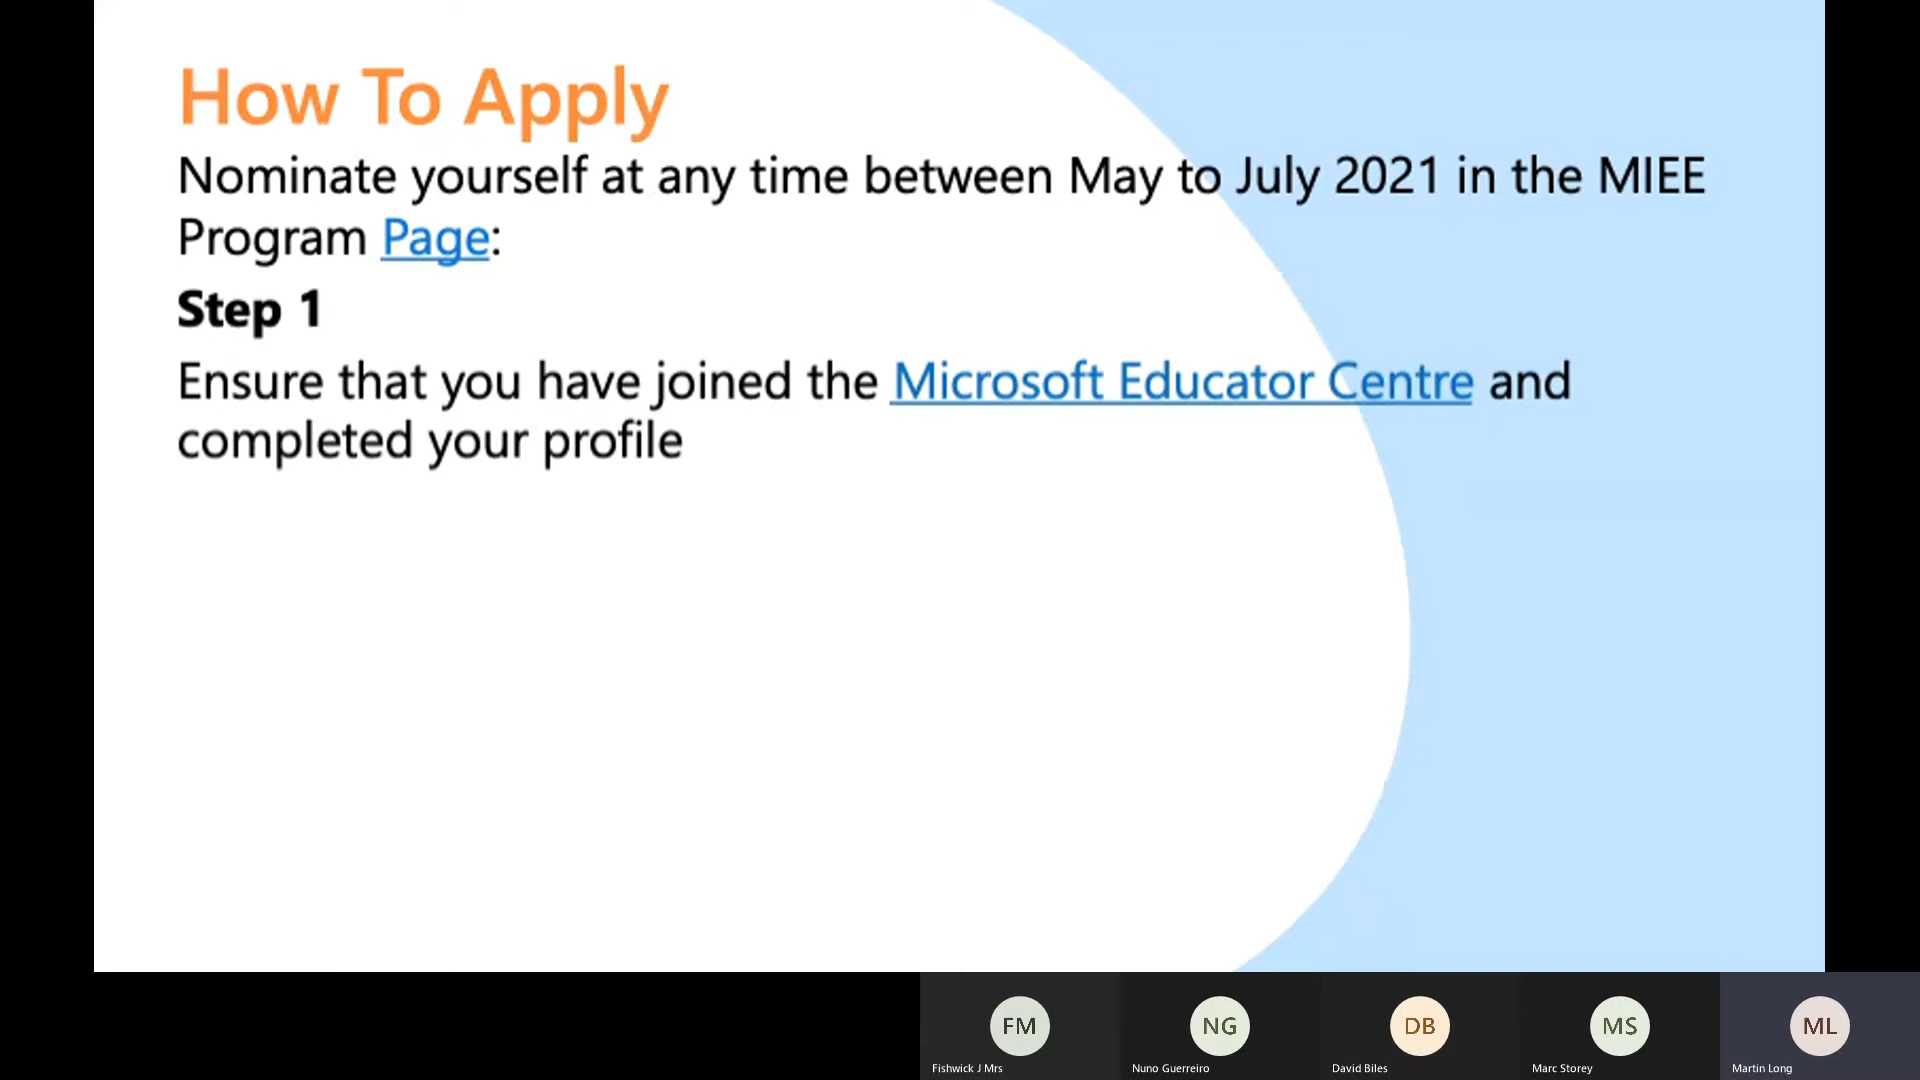 How To Apply
Nominate yourself at any time between May to July 2021 in the MIEE
Program Page:
Step 1
Ensure that you have joined the Microsoft Educator Centre and
completed your profile
FM
NG
DB
MS
ML
Fishwick J Mrs
Nuno Guerreiro
David Biles
Marc Storey
Martin Long